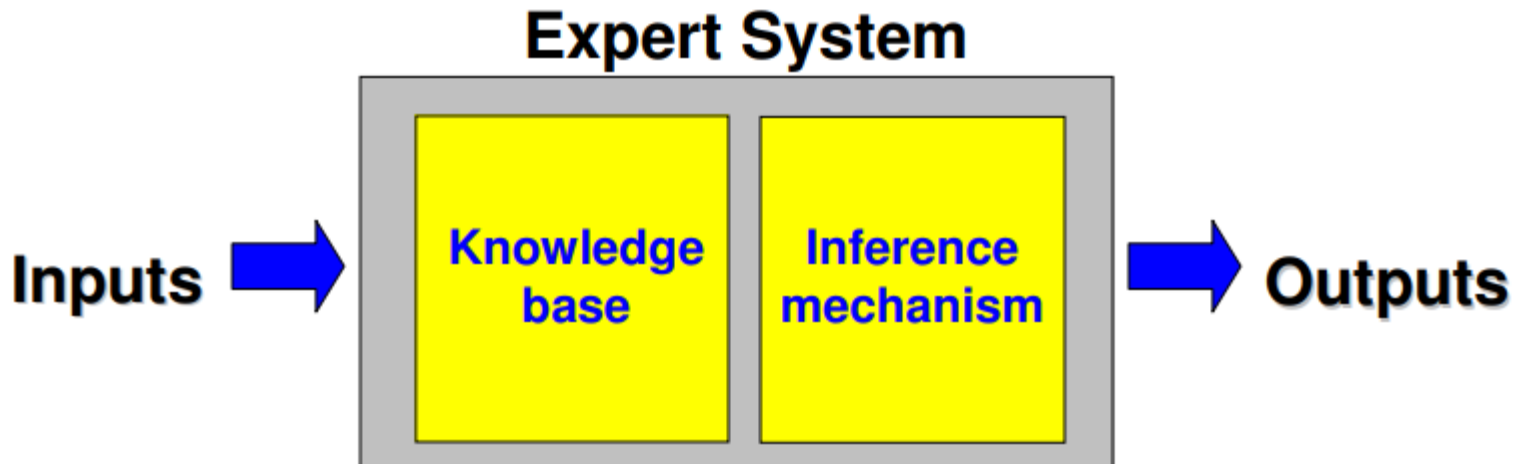 Expert System
Inputs
Knowledge
base
Inference
mechanism
Outputs